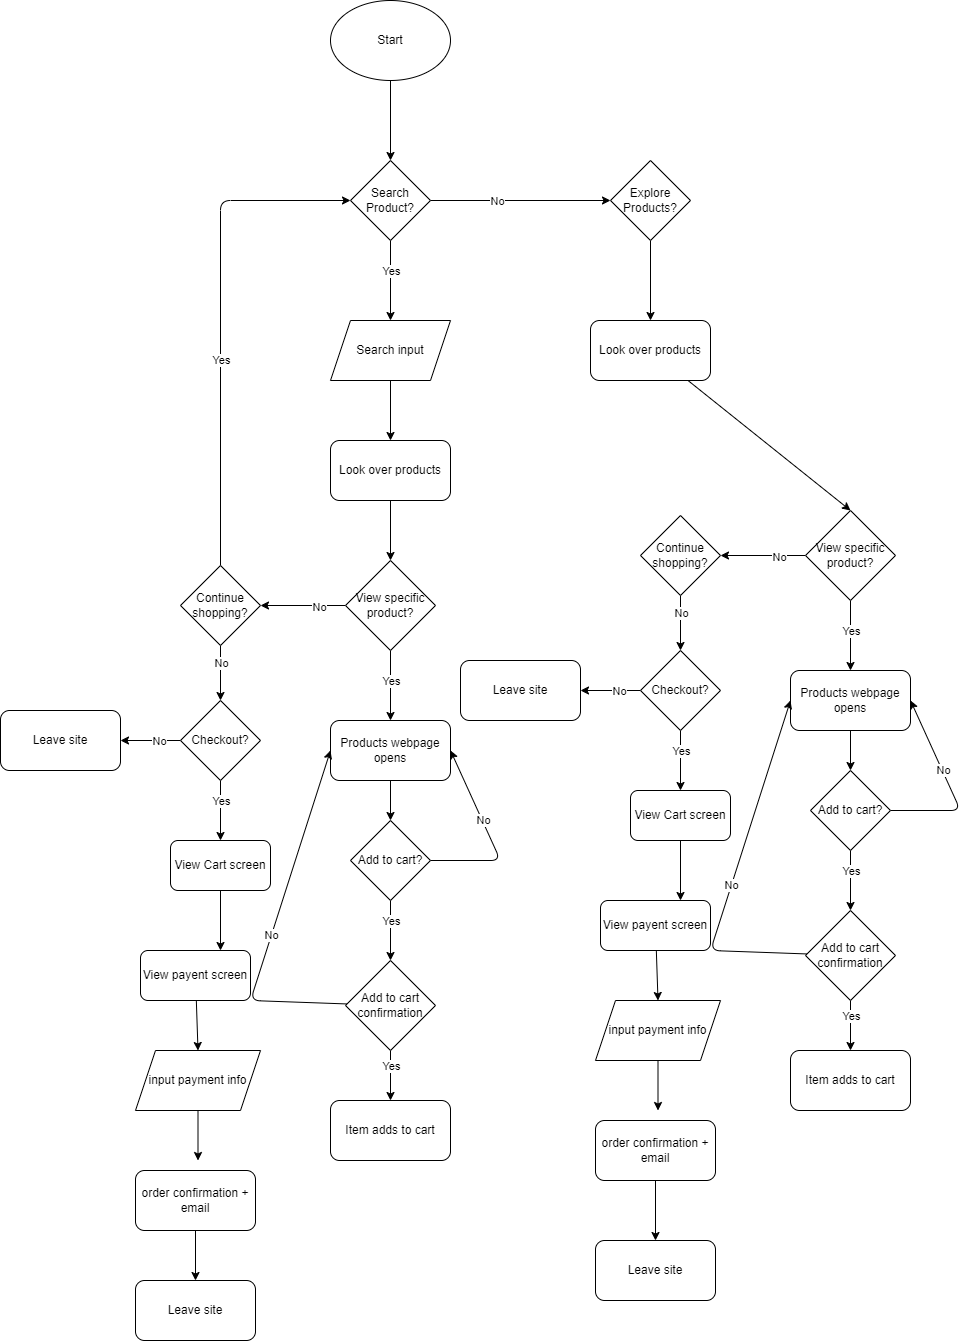 Start
Search
Product?
No
Explore
Products?
Yes
Search input
Look over products
Yes
Look over products
View specific
product?
No
Continue
shopping?
No
View specific
product?
No
Continue
shopping?
No
Yes
No
Yes
Checkout?
No
Leave site
Products webpage
opens
Leave site
No
Checkout?
Products webpage
opens
Yes
No
Yes
Add to cart?
No
View Cart screen
Add to cart?
No
View Cart screen
Yes
No
Yes
View payent screen
No
Add to cart
confirmation
View payent screen
Add to cart
confirmation
Yes
input payment info
Yes
input payment info
Item adds to cart
Item adds to cart
order confirmation +
email
order confirmation +
email
Leave site
Leave site